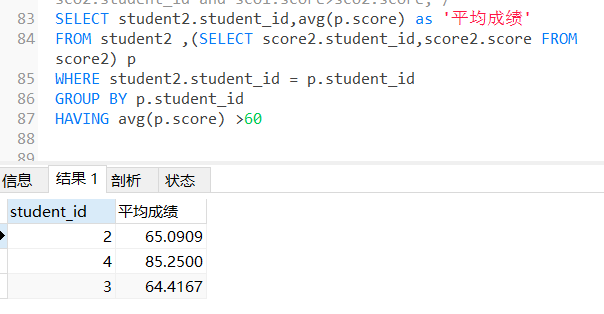 83 SELECT student2.student_id,avg(p.score) as '平均成绩'
84 FROM student2 ,(SELECT score2.student_id,score2.score FROM
score2) p
85 WHERE student2.student_id = p.student_id
86 GROUP BY p.student_id
87 HAVING avg(p.score) >60
88
89
信息 结果 1 剖析 状态
student_id 平均成绩
2 65.0909
4 85.2500
3 64.4167